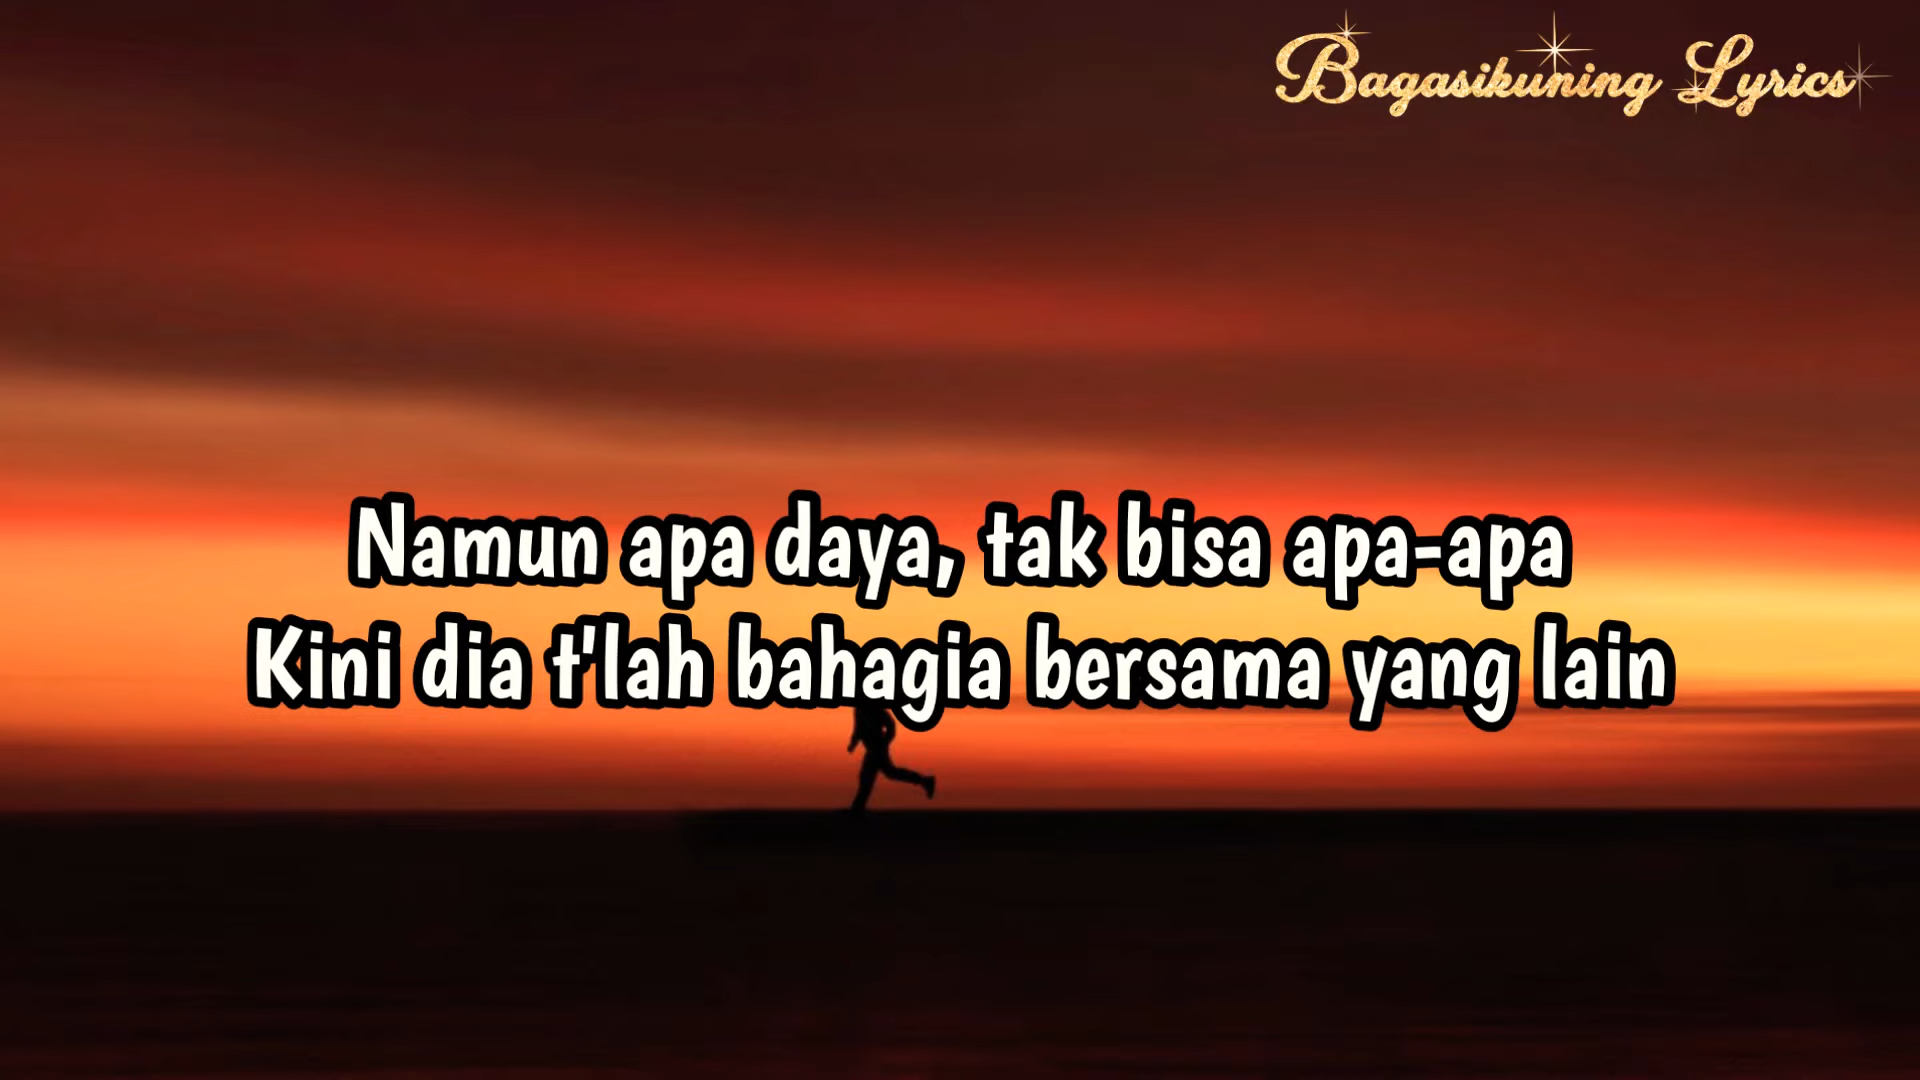 Bagasikuning Lyrics
Namun apa daya, tak bisa apa-apa
Kini dia t'lah bahagia bersama yang lain